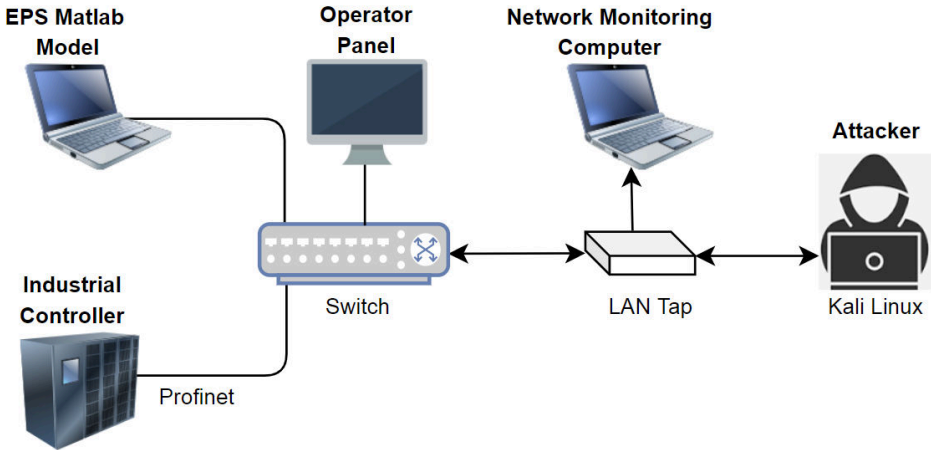 EPS Matlab
Model
Operator
Panel
Network Monitoring
Computer
Attacker
Industrial
Controller
Switch
LAN Tap
Kali Linux
Profinet